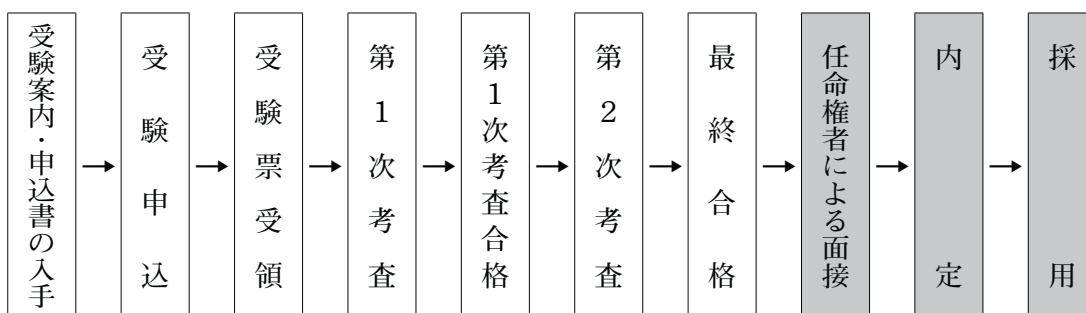 受験案内・申込書の入手
受験申込
受験票受領
第1次考査
第1次考査合格
第2次考査
最終合格
任命権者による面接
内定
採用